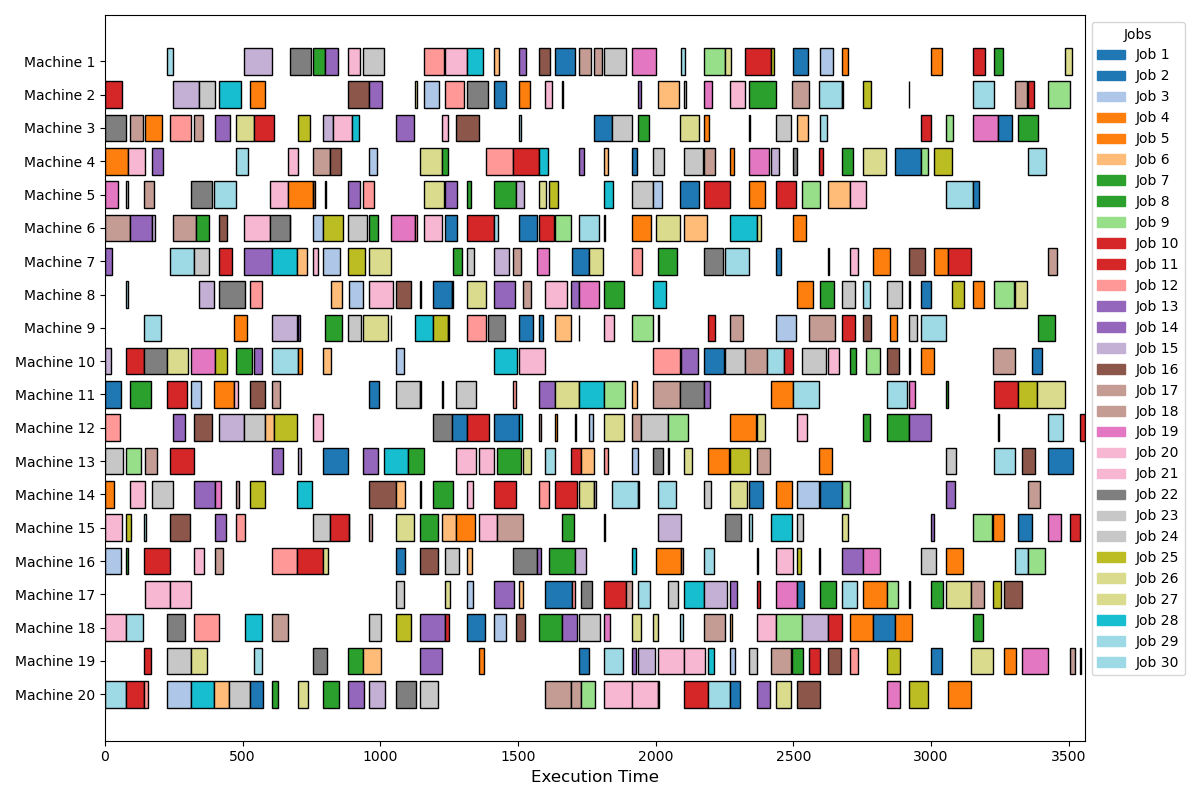 Machine 1
Machine 2
Machine 3
Machine 4
Machine 5
Machine 6
Machine 7
Machine 8
Machine 9
Machine 10
Machine 11
Machine 12
Machine 13
Machine 14
Machine 15
Machine 16
Machine 17
Machine 18
Machine 19
Machine 20
0 500 1000 1500 2000 2500 3000 3500
Execution Time
Jobs
Job 1
Job 2
Job 3
Job 4
Job 5
Job 6
Job 7
Job 8
Job 9
Job 10
Job 11
Job 12
Job 13
Job 14
Job 15
Job 16
Job 17
Job 18
Job 19
Job 20
Job 21
Job 22
Job 23
Job 24
Job 25
Job 26
Job 27
Job 28
Job 29
Job 30